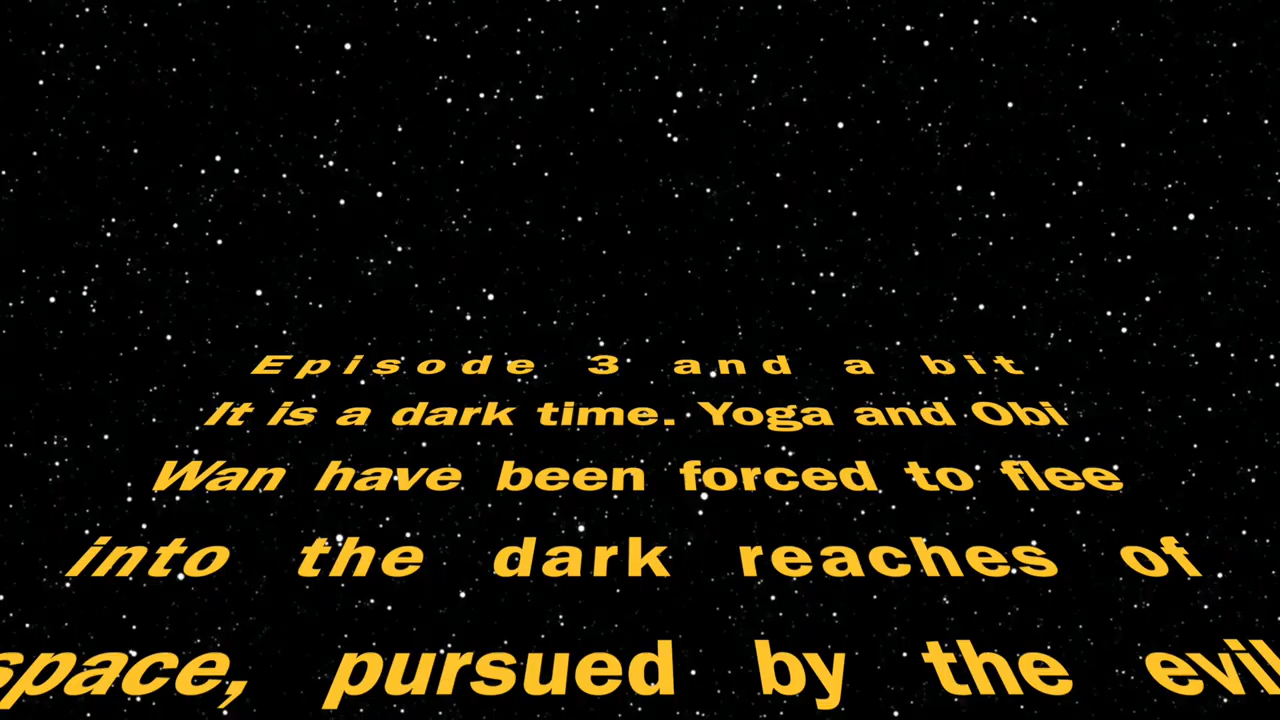 Episode 3 and a bit
It is a dark time. Yoga and Obi
Wan have been forced to flee
into the dark reaches of
space, pursued by the evil